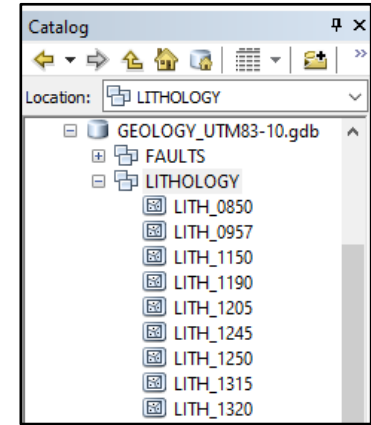 Catalog
Location: LITHOLOGY
GEOLOGY_UTM83-10.gdb
FAULTS
LITHOLOGY
LITH_0850
LITH_0957
LITH_1150
LITH_1190
LITH_1205
LITH_1245
LITH_1250
LITH_1315
LITH_1320